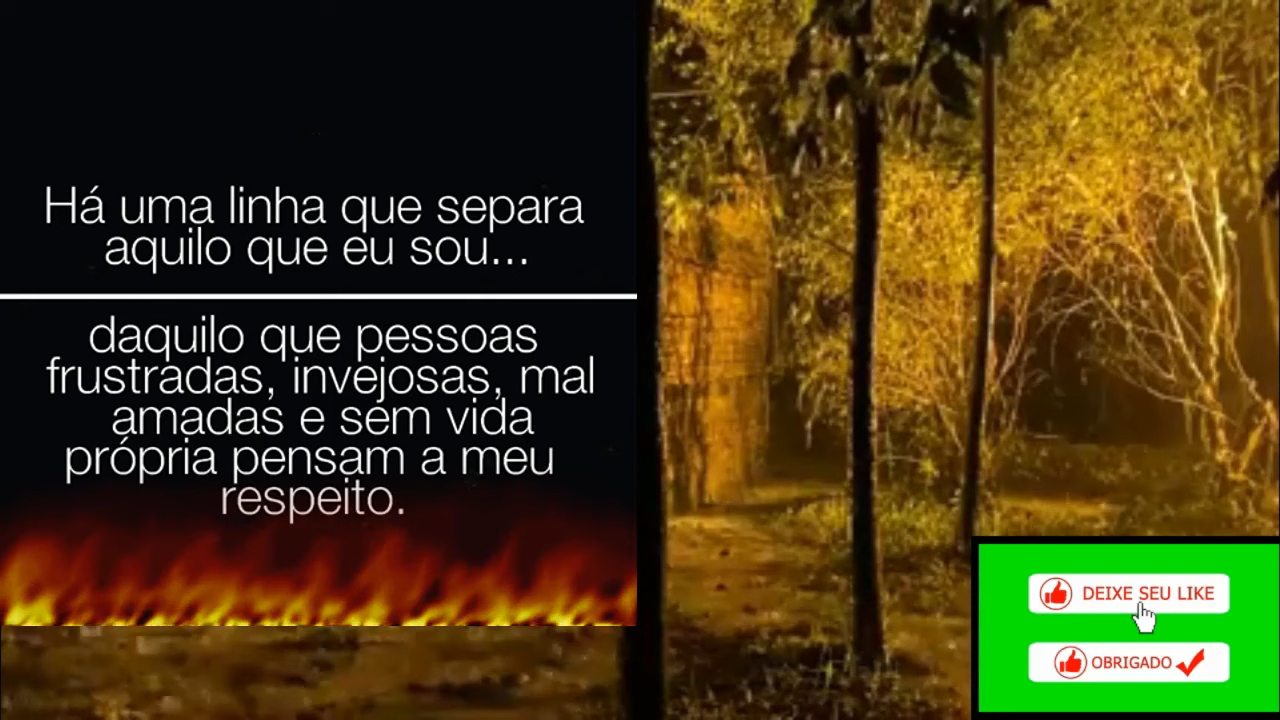 Há uma linha que separa
aquilo que eu sou...
daquilo que pessoas
frustradas, invejosas, mal
amadas e sem vida
própria pensam a meu
respeito.
DEIXE SEU LIKE
OBRIGADO